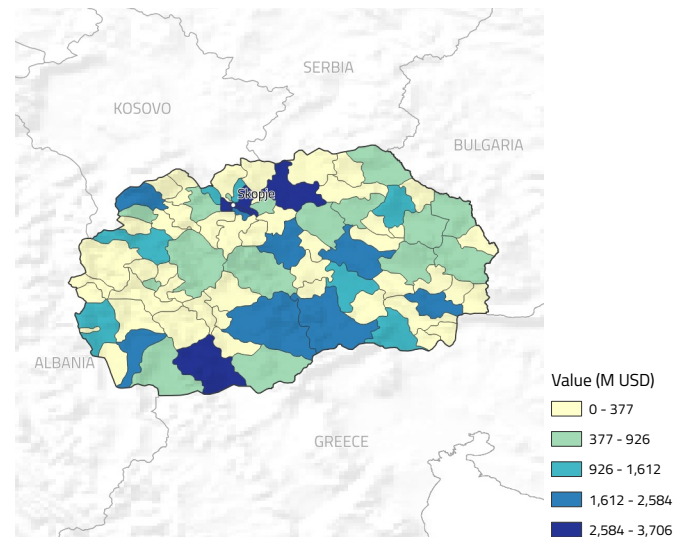 SERBIA
KOSOVO
BULGARIA
Skopje
ALBANIA
GREECE
Value (M USD)
0 - 377
377 - 926
926 - 1,612
1,612 - 2,584
2,584 - 3,706